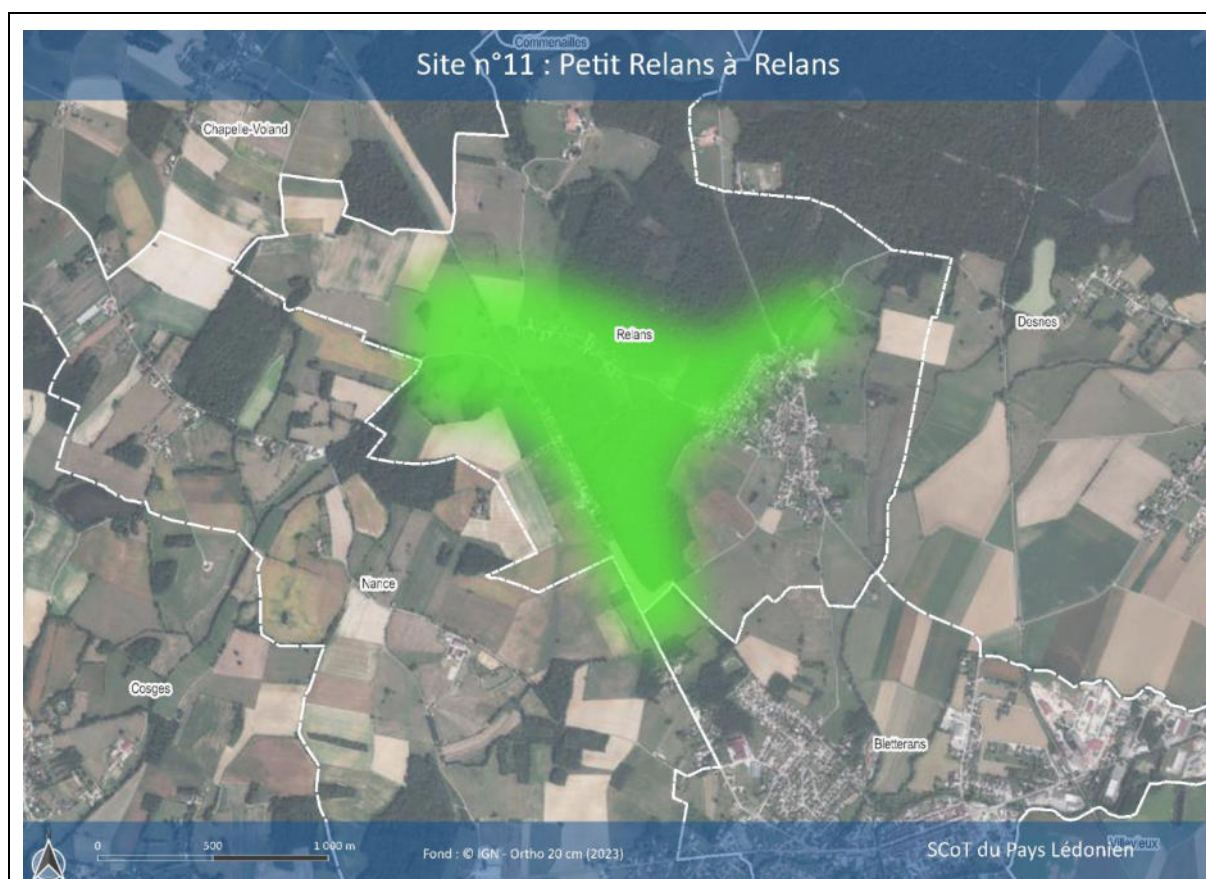 Commenailles
Site n°11 : Petit Relans à Relans
Chapelle-Voland
Relans
Desnes
Nance
Cosges
Bletterans
0 500 1 000 m
Fond : © IGN - Ortho 20 cm (2023)
SCoT du Pays Lédonien
Villevieux